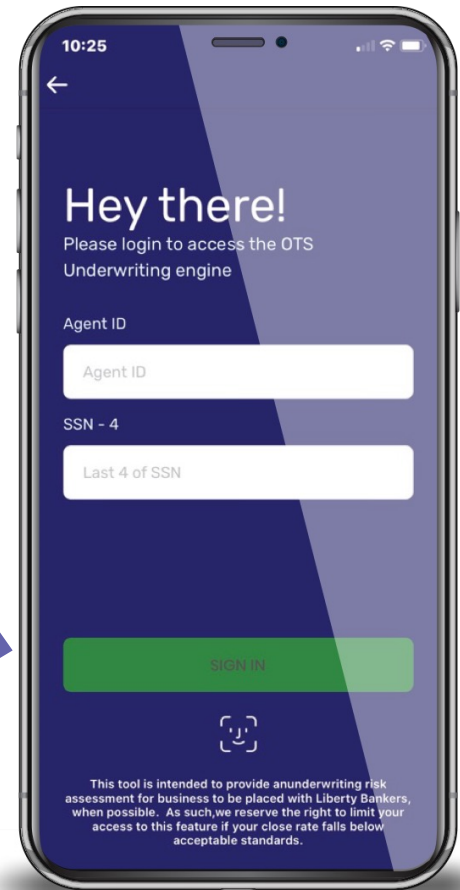 10:25
Hey there!
Please login to access the OTS
Underwriting engine
Agent ID
Agent ID
SSN - 4
Last 4 of SSN
SIGN IN
This tool is intended to provide anunderwriting risk
assessment for business to be placed with Liberty Bankers,
when possible. As such,we reserve the right to limit your
access to this feature if your close rate falls below
acceptable standards.